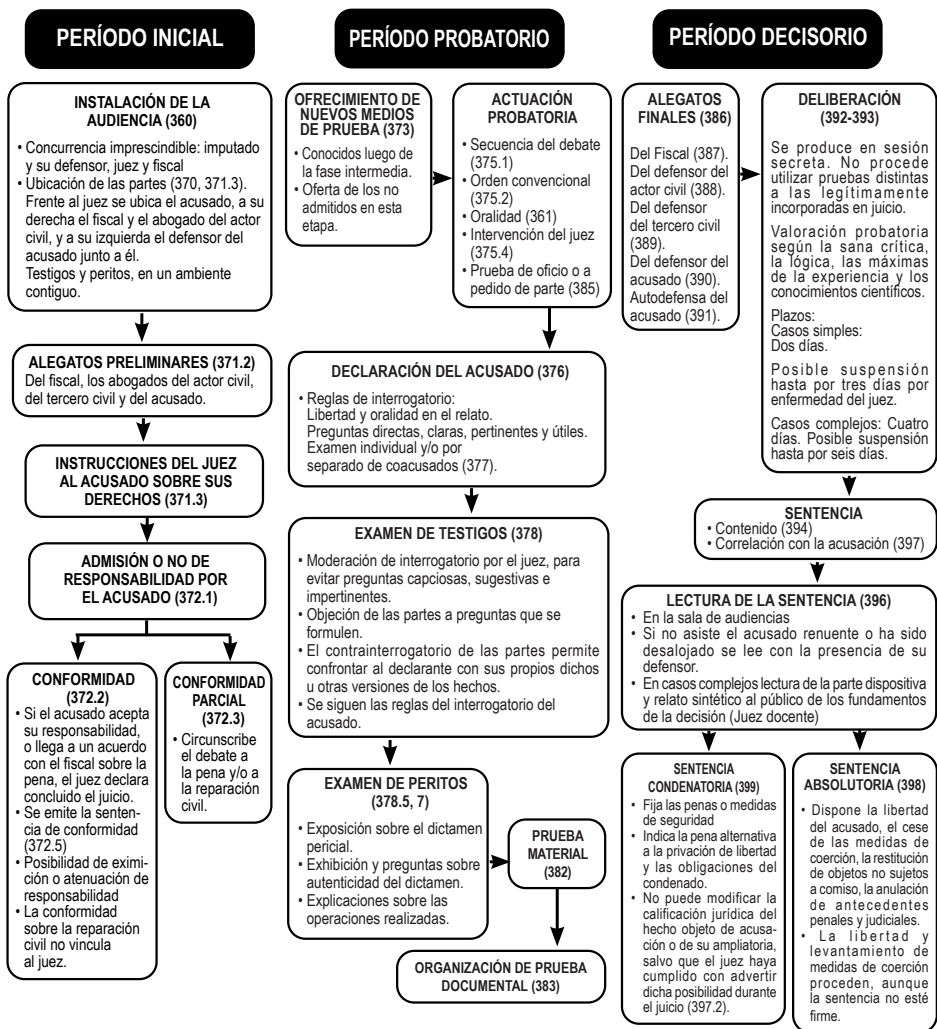 PERÍODO INICIAL
INSTALACIÓN DE LA
AUDIENCIA (360)
• Concurrencia imprescindible: imputado
y su defensor, juez y fiscal
• Ubicación de las partes (370, 371.3).
Frente al juez se ubica el acusado, a su
derecha el fiscal y el abogado del actor
civil, y a su izquierda el defensor del
acusado junto a él.
Testigos y peritos, en un ambiente
contiguo.
ALEGATOS PRELIMINARES (371.2)
Del fiscal, los abogados del actor civil,
del tercero civil y del acusado.
INSTRUCCIONES DEL JUEZ
AL ACUSADO SOBRE SUS
DERECHOS (371.3)
ADMISIÓN O NO DE
RESPONSABILIDAD POR
EL ACUSADO (372.1)
CONFORMIDAD
(372.2)
• Si el acusado acepta
su responsabilidad,
o llega a un acuerdo
con el fiscal sobre la
pena, el juez declara
concluido el juicio.
• Se emite la senten-
cia de conformidad
(372.5)
• Posibilidad de eximi-
ción o atenuación de
responsabilidad
• La conformidad
sobre la reparación
civil no vincula
al juez.
CONFORMIDAD
PARCIAL
(372.3)
• Circunscribe
el debate a
la pena y/o a
la reparación
civil.
PERÍODO PROBATORIO
OFRECIMIENTO DE
NUEVOS MEDIOS
DE PRUEBA (373)
• Conocidos luego de
la fase intermedia.
• Oferta de los no
admitidos en esta
etapa.
ACTUACIÓN
PROBATORIA
• Secuencia del debate
(375.1)
• Orden convencional
(375.2)
• Oralidad (361)
• Intervención del juez
(375.4)
• Prueba de oficio o a
pedido de parte (385)
DECLARACIÓN DEL ACUSADO (376)
• Reglas de interrogatorio:
Libertad y oralidad en el relato.
Preguntas directas, claras, pertinentes y útiles.
Examen individual y/o por
separado de coacusados (377).
EXAMEN DE TESTIGOS (378)
• Moderación de interrogatorio por el juez, para
evitar preguntas capciosas, sugestivas e
impertinentes.
• Objeción de las partes a preguntas que se
formulen.
• El contrainterrogatorio de las partes permite
confrontar al declarante con sus propios dichos
u otras versiones de los hechos.
• Se siguen las reglas del interrogatorio del
acusado.
EXAMEN DE PERITOS
(378.5, 7)
• Exposición sobre el dictamen
pericial.
• Exhibición y preguntas sobre
autenticidad del dictamen.
• Explicaciones sobre las
operaciones realizadas.
PRUEBA
MATERIAL
(382)
ORGANIZACIÓN DE PRUEBA
DOCUMENTAL (383)
PERÍODO DECISORIO
ALEGATOS
FINALES (386)
Del Fiscal (387).
Del defensor del
actor civil (388).
Del defensor
del tercero civil
(389).
Del defensor del
acusado (390).
Autodefensa del
acusado (391).
DELIBERACIÓN
(392-393)
Se produce en sesión
secreta. No procede
utilizar pruebas distintas
a las legítimamente
incorporadas en juicio.
Valoración probatoria
según la sana crítica,
la lógica, las máximas
de la experiencia y los
conocimientos científicos.
Plazos:
Casos simples:
Dos días.
Posible suspensión
hasta por tres días por
enfermedad del juez.
Casos complejos: Cuatro
días. Posible suspensión
hasta por seis días.
SENTENCIA
• Contenido (394)
• Correlación con la acusación (397)
LECTURA DE LA SENTENCIA (396)
• En la sala de audiencias
• Si no asiste el acusado renuente o ha sido
desalojado se lee con la presencia de su
defensor.
• En casos complejos lectura de la parte dispositiva
y relato sintético al público de los fundamentos
de la decisión (Juez docente)
SENTENCIA
CONDENATORIA (399)
• Fija las penas o medidas
de seguridad
• Indica la pena alternativa
a la privación de libertad
y las obligaciones del
condenado.
• No puede modificar la
calificación jurídica del
hecho objeto de acusa-
ción o de su ampliatoria,
salvo que el juez haya
cumplido con advertir
dicha posibilidad durante
el juicio (397.2).
SENTENCIA
ABSOLUTORIA (398)
• Dispone la libertad
del acusado, el cese
de las medidas de
coerción, la restitución
de objetos no sujetos
a comiso, la anulación
de antecedentes
penales y judiciales.
• La libertad y
levantamiento de
medidas de coerción
proceden, aunque
la sentencia no esté
firme.